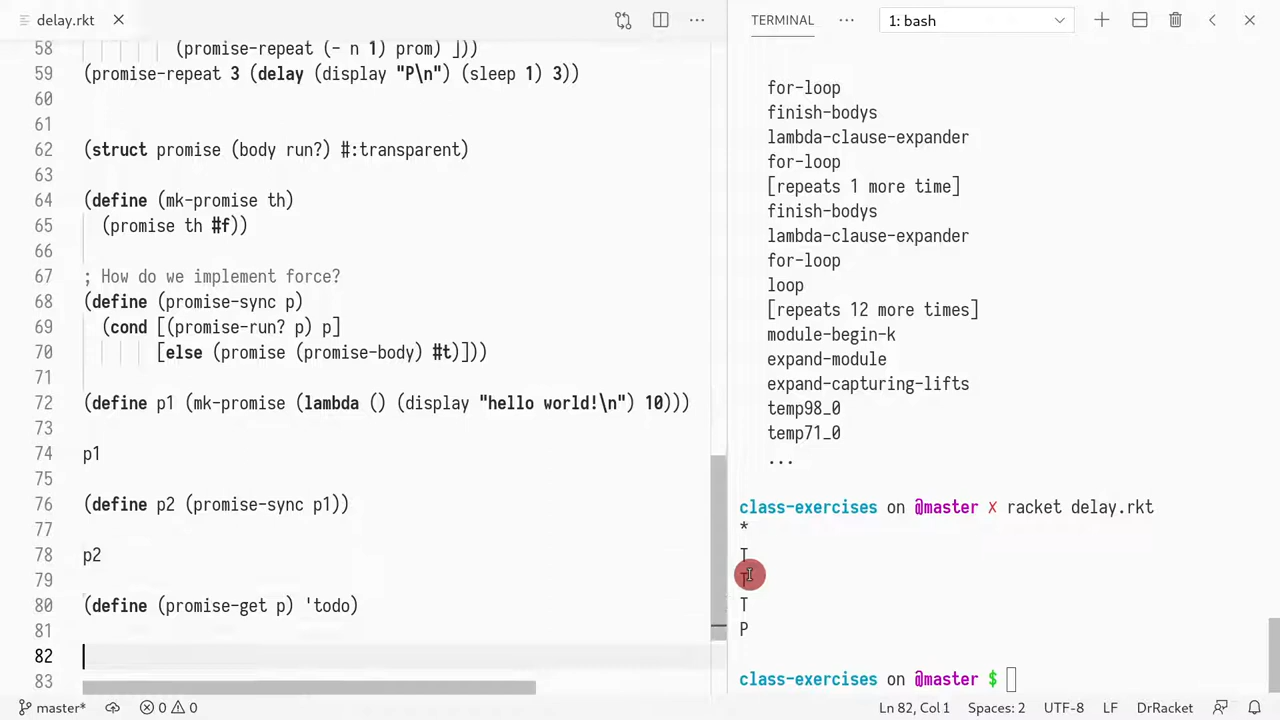 delay.rkt
58 (promise-repeat (- n 1) prom) ]))
59 (promise-repeat 3 (delay (display "P\n") (sleep 1) 3))
60
61
62 (struct promise (body run?) #:transparent)
63
64 (define (mk-promise th)
65 (promise th #f))
66
67 ; How do we implement force?
68 (define (promise-sync p)
69 (cond [(promise-run? p) p]
70 [else (promise (promise-body) #t)]))
71
72 (define p1 (mk-promise (lambda () (display "hello world!\n") 10)))
73
74 p1
75
76 (define p2 (promise-sync p1))
77
78 p2
79
80 (define (promise-get p) 'todo)
81
82
83
TERMINAL
1: bash
for-loop
finish-bodys
lambda-clause-expander
for-loop
[repeats 1 more time]
finish-bodys
lambda-clause-expander
for-loop
loop
[repeats 12 more times]
module-begin-k
expand-module
expand-capturing-lifts
temp98_0
temp71_0
...
class-exercises on @master X racket delay.rkt
*
T
T
T
P
class-exercises on @master $
master* 0 0 Ln 82, Col 1 Spaces: 2 UTF-8 LF DrRacket